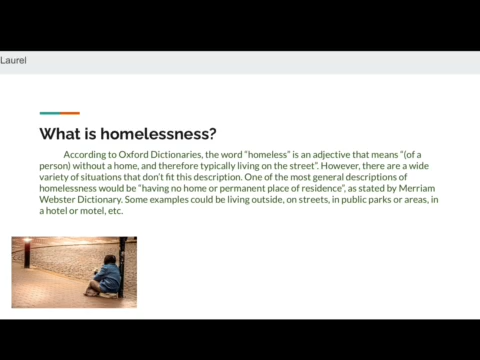 Laurel
What is homelessness?
According to Oxford Dictionaries, the word “homeless” is an adjective that means “(of a
person) without a home, and therefore typically living on the street”. However, there are a wide
variety of situations that don’t fit this description. One of the most general descriptions of
homelessness would be “having no home or permanent place of residence”, as stated by Merriam
Webster Dictionary. Some examples could be living outside, on streets, in public parks or areas, in
a hotel or motel, etc.